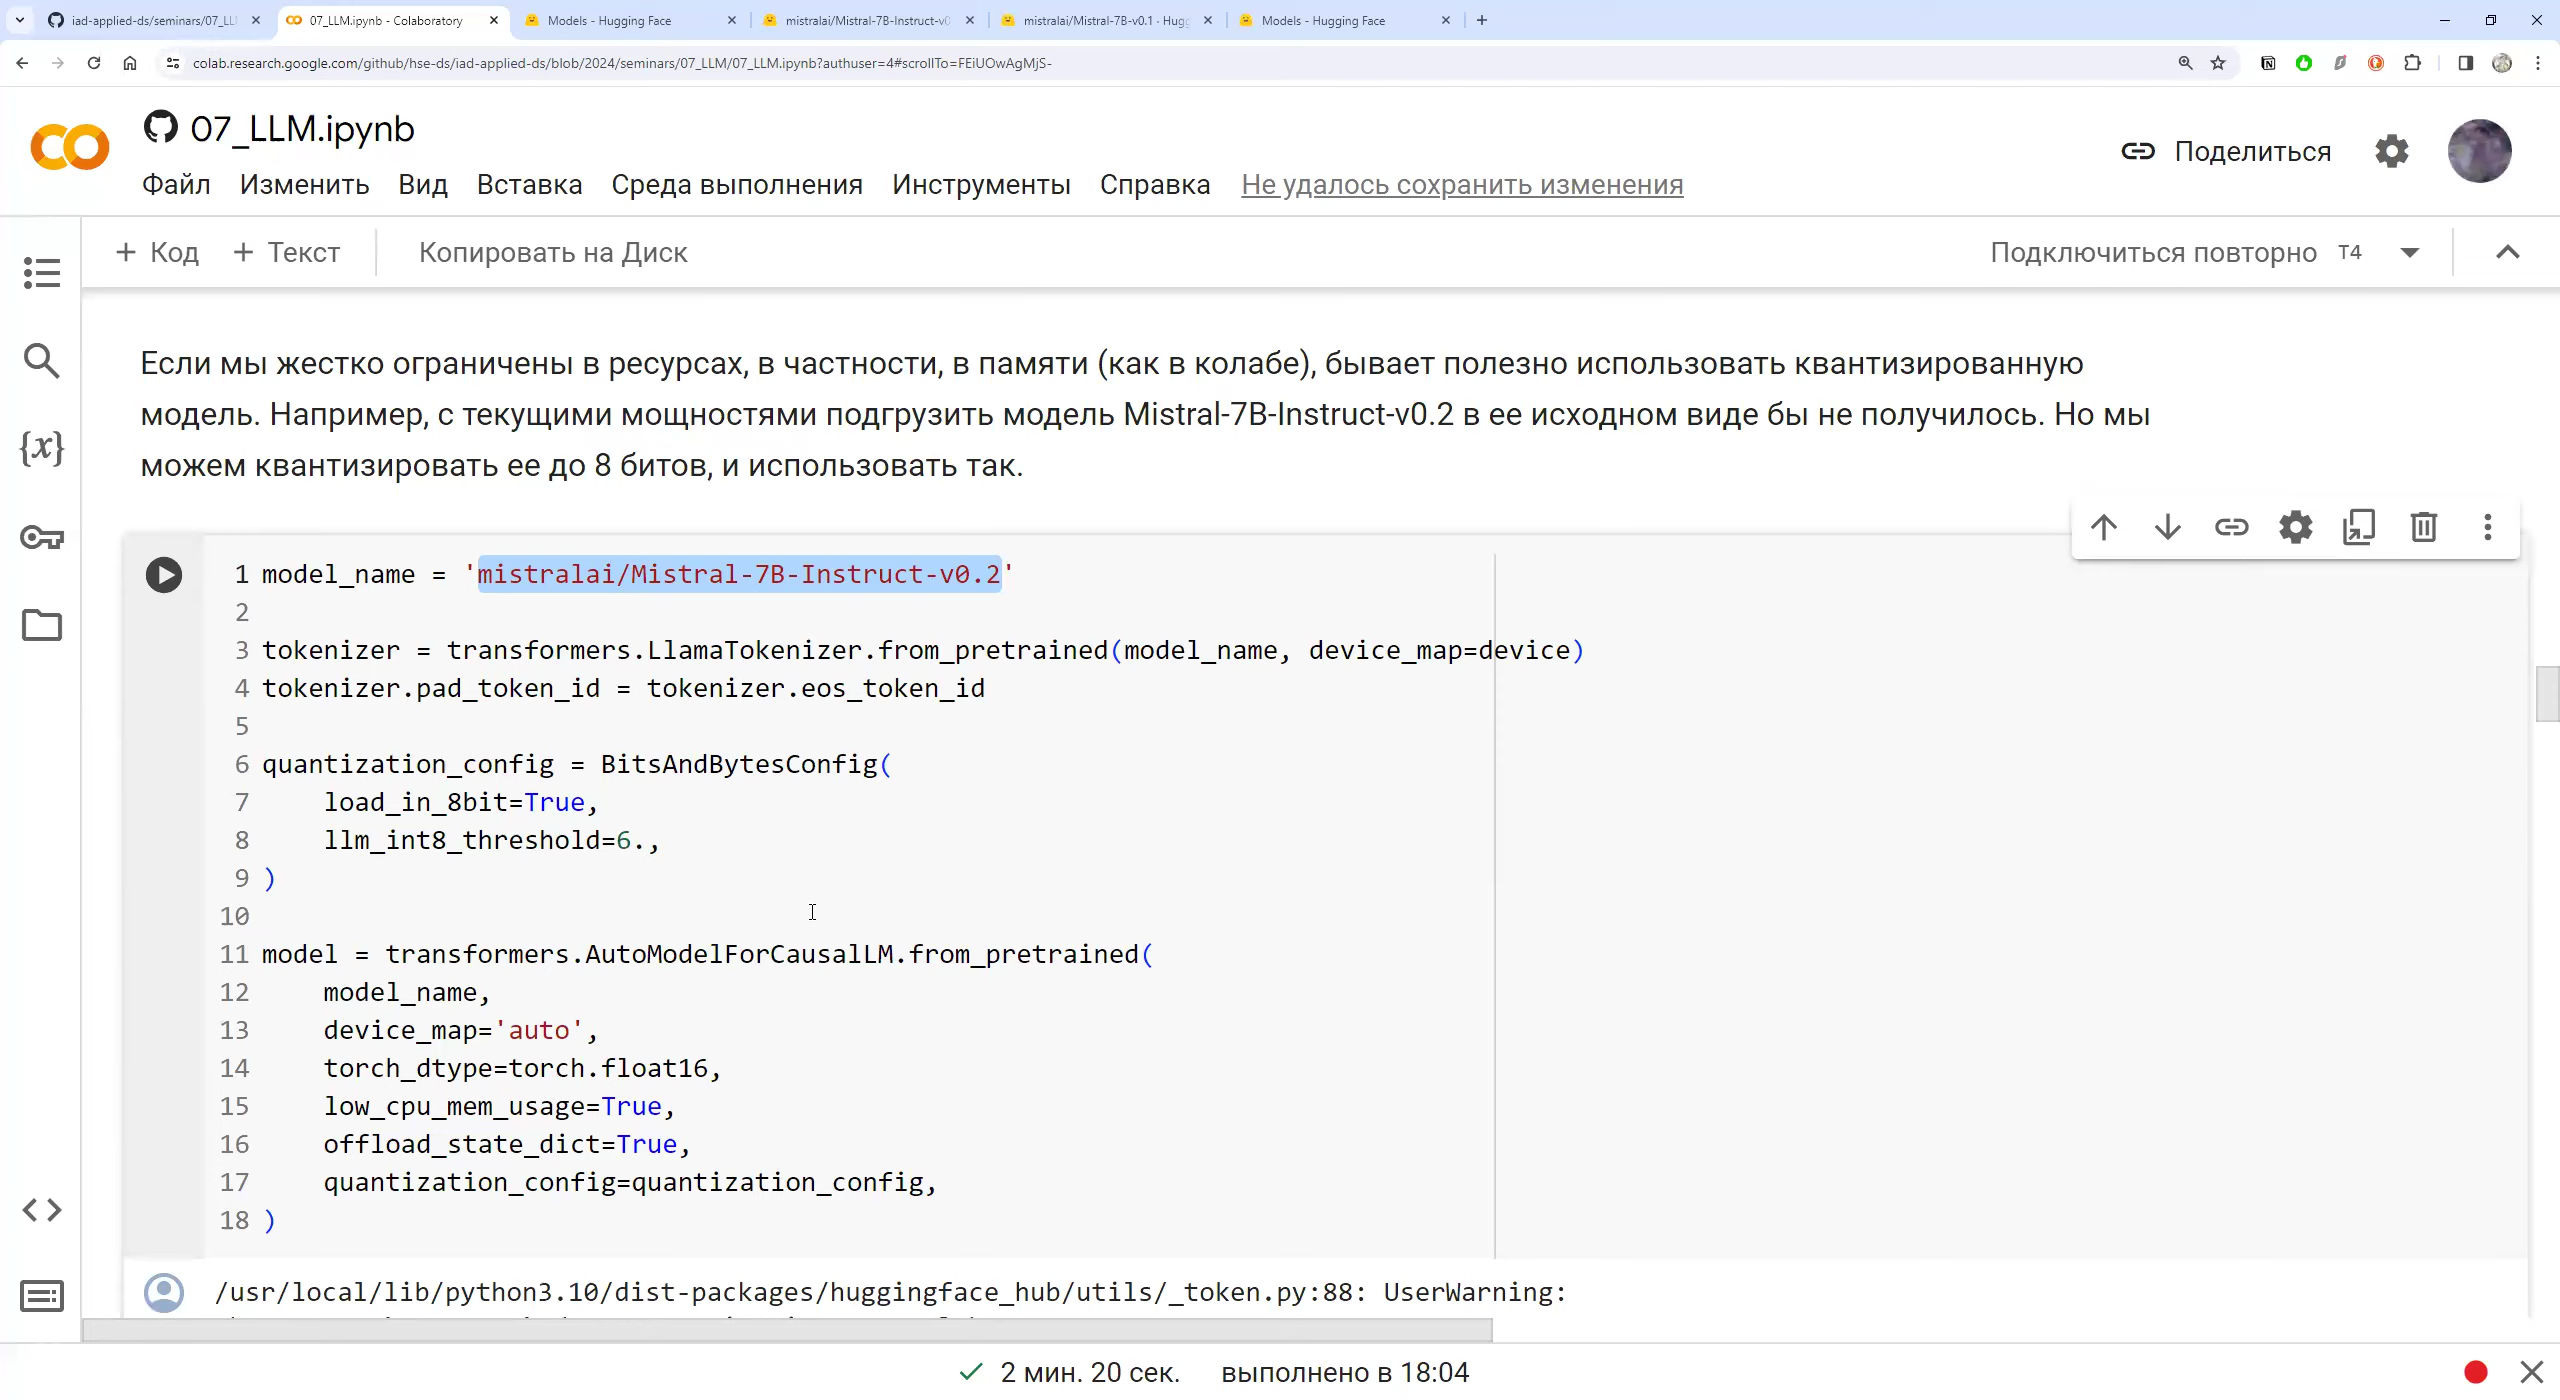 iad-applied-ds/seminars/07_LL
07_LLM.ipynb - Colaboratory
Models - Hugging Face
mistralai/Mistral-7B-Instruct-v0
mistralai/Mistral-7B-v0.1 · Hugg
Models - Hugging Face
colab.research.google.com/github/hse-ds/iad-applied-ds/blob/2024/seminars/07_LLM/07_LLM.ipynb?authuser=4#scrollTo=FEiUOwAgMjS-
07_LLM.ipynb
Поделиться
Файл Изменить Вид Вставка Среда выполнения Инструменты Справка Не удалось сохранить изменения
+ Код + Текст Копировать на Диск Подключиться повторно T4
Если мы жестко ограничены в ресурсах, в частности, в памяти (как в колабе), бывает полезно использовать квантизированную
модель. Например, с текущими мощностями подгрузить модель Mistral-7B-Instruct-v0.2 в ее исходном виде бы не получилось. Но мы
можем квантизировать ее до 8 битов, и использовать так.
1 model_name = 'mistralai/Mistral-7B-Instruct-v0.2'
2
3 tokenizer = transformers.LlamaTokenizer.from_pretrained(model_name, device_map=device)
4 tokenizer.pad_token_id = tokenizer.eos_token_id
5
6 quantization_config = BitsAndBytesConfig(
7     load_in_8bit=True,
8     llm_int8_threshold=6.,
9 )
10
11 model = transformers.AutoModelForCausalLM.from_pretrained(
12     model_name,
13     device_map='auto',
14     torch_dtype=torch.float16,
15     low_cpu_mem_usage=True,
16     offload_state_dict=True,
17     quantization_config=quantization_config,
18 )
/usr/local/lib/python3.10/dist-packages/huggingface_hub/utils/_token.py:88: UserWarning:
2 мин. 20 сек. выполнено в 18:04